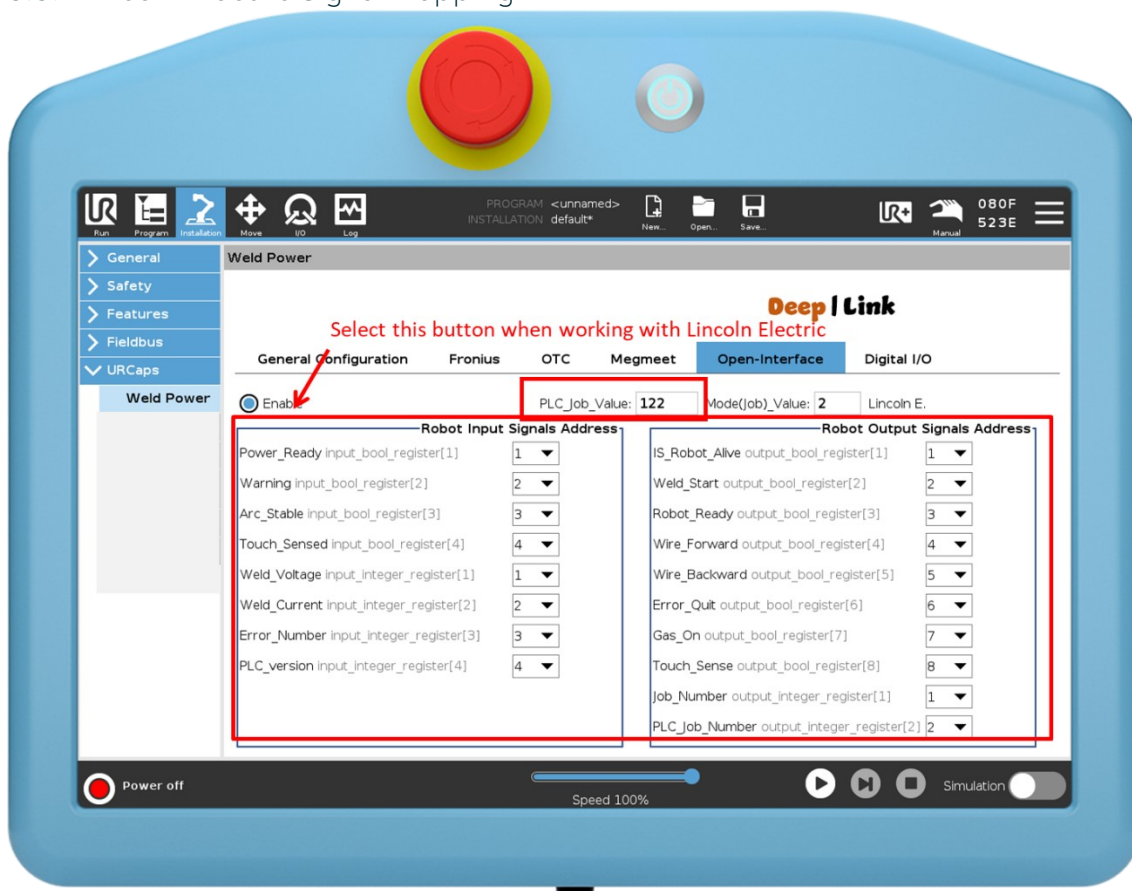 UR
Run
Program
Installation
Move
I/O
Log
PROGRAM <unnamed>
INSTALLATION default*
New...
Open...
Save...
UR+
Manual
080F
523E
General
Safety
Features
Fieldbus
URCaps
Weld Power
Weld Power
Deep | Link
Select this button when working with Lincoln Electric
General Configuration Fronius OTC Megmeet Open-Interface Digital I/O
Enable PLC_Job_Value: 122 Mode(Job)_Value: 2 Lincoln E.
Robot Input Signals Address
Power_Ready input_bool_register[1] 1
Warning input_bool_register[2] 2
Arc_Stable input_bool_register[3] 3
Touch_Sensed input_bool_register[4] 4
Weld_Voltage input_integer_register[1] 1
Weld_Current input_integer_register[2] 2
Error_Number input_integer_register[3] 3
PLC_version input_integer_register[4] 4
Robot Output Signals Address
IS_Robot_Alive output_bool_register[1] 1
Weld_Start output_bool_register[2] 2
Robot_Ready output_bool_register[3] 3
Wire_Forward output_bool_register[4] 4
Wire_Backward output_bool_register[5] 5
Error_Quit output_bool_register[6] 6
Gas_On output_bool_register[7] 7
Touch_Sense output_bool_register[8] 8
Job_Number output_integer_register[1] 1
PLC_Job_Number output_integer_register[2] 2
Power off
Speed 100%
Simulation